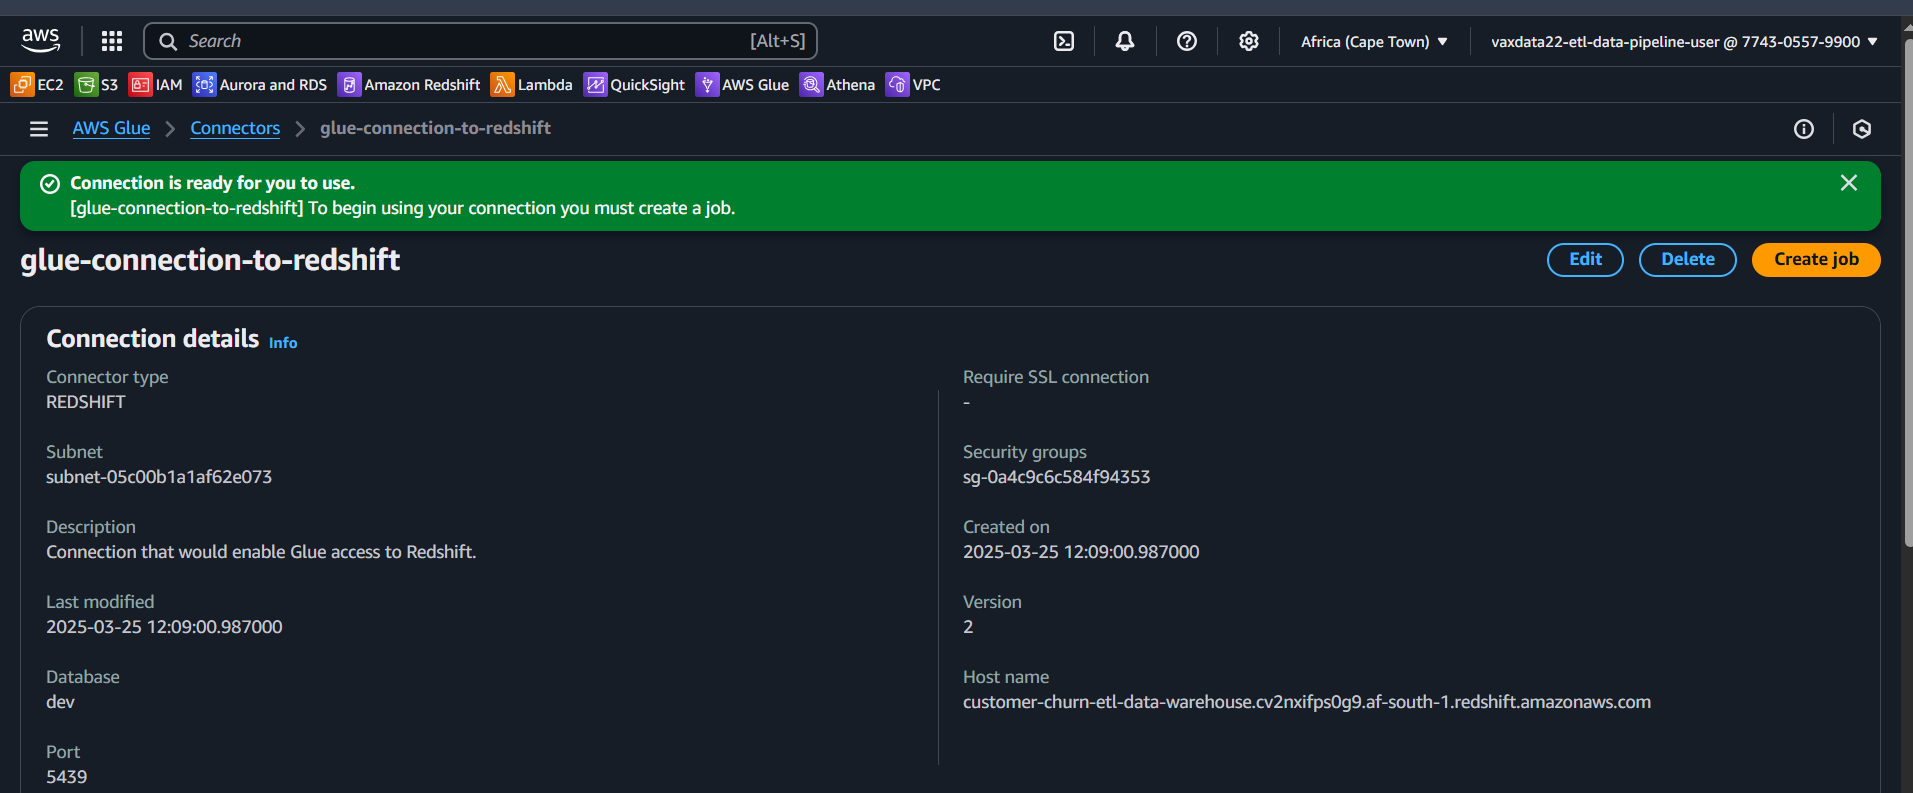 aws
Search [Alt+S]
Africa (Cape Town) vaxdata22-etl-data-pipeline-user @ 7743-0557-9900
EC2 S3 IAM Aurora and RDS Amazon Redshift Lambda QuickSight AWS Glue Athena VPC
AWS Glue Connectors glue-connection-to-redshift
Connection is ready for you to use.
[glue-connection-to-redshift] To begin using your connection you must create a job.
glue-connection-to-redshift
Edit Delete Create job
Connection details Info
Connector type
REDSHIFT
Require SSL connection
-
Subnet
subnet-05c00b1a1af62e073
Security groups
sg-0a4c9c6c584f94353
Description
Connection that would enable Glue access to Redshift.
Created on
2025-03-25 12:09:00.987000
Last modified
2025-03-25 12:09:00.987000
Version
2
Database
dev
Host name
customer-churn-etl-data-warehouse.cv2nxifps0g9.af-south-1.redshift.amazonaws.com
Port
5439